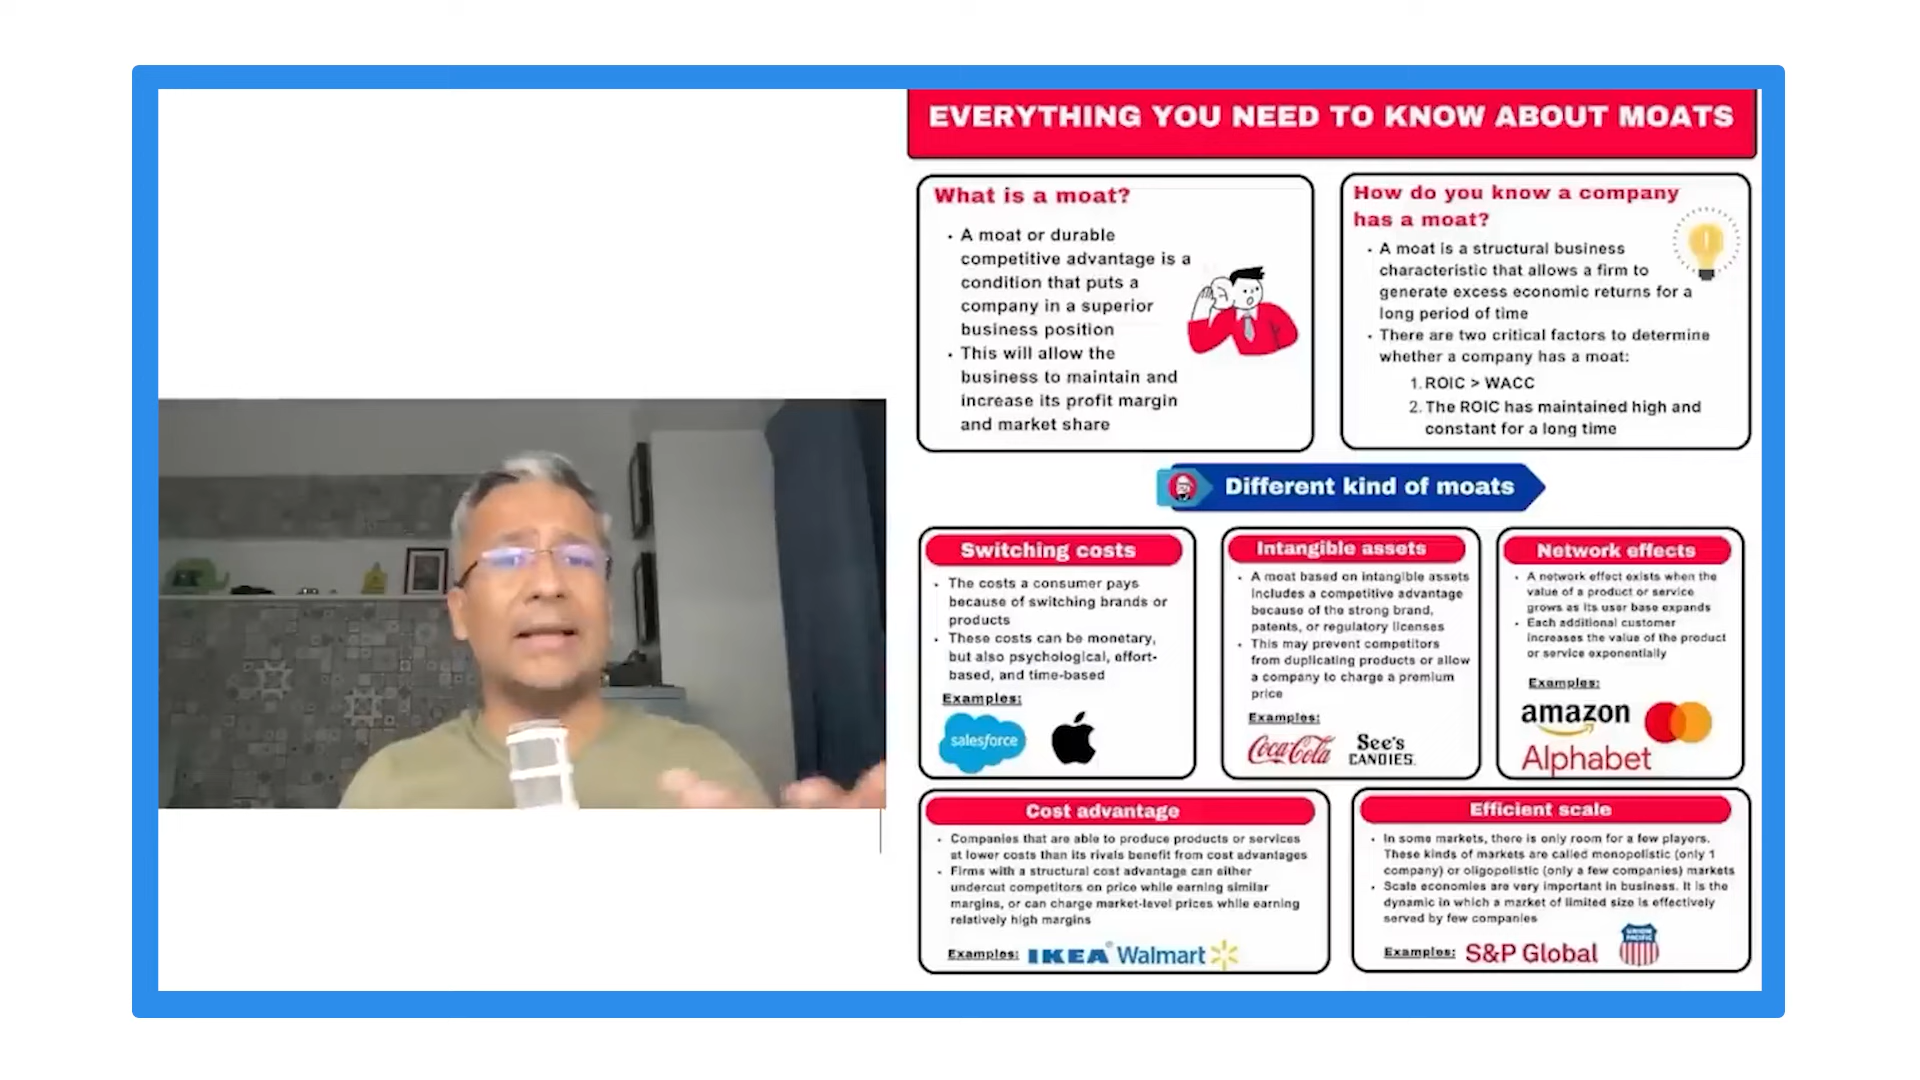 EVERYTHING YOU NEED TO KNOW ABOUT MOATS
What is a moat?
• A moat or durable
competitive advantage is a
condition that puts a
company in a superior
business position
• This will allow the
business to maintain and
increase its profit margin
and market share
How do you know a company
has a moat?
• A moat is a structural business
characteristic that allows a firm to
generate excess economic returns for a
long period of time
• There are two critical factors to determine
whether a company has a moat:
1. ROIC > WACC
2. The ROIC has maintained high and
constant for a long time
Different kind of moats
Switching costs
• The costs a consumer pays
because of switching brands or
products
• These costs can be monetary,
but also psychological, effort-
based, and time-based
Examples:
salesforce
Intangible assets
• A moat based on intangible assets
includes a competitive advantage
because of the strong brand,
patents, or regulatory licenses
• This may prevent competitors
from duplicating products or allow
a company to charge a premium
price
Examples:
Coca-Cola
See's
CANDIES.
Network effects
• A network effect exists when the
value of a product or service
grows as its user base expands
• Each additional customer
increases the value of the product
or service exponentially
Examples:
amazon
Alphabet
Cost advantage
• Companies that are able to produce products or services
at lower costs than its rivals benefit from cost advantages
• Firms with a structural cost advantage can either
undercut competitors on price while earning similar
margins, or can charge market-level prices while earning
relatively high margins
Examples: IKEA® Walmart
Efficient scale
• In some markets, there is only room for a few players.
These kinds of markets are called monopolistic (only 1
company) or oligopolistic (only a few companies) markets
• Scale economies are very important in business. It is the
dynamic in which a market of limited size is effectively
served by few companies
Examples: S&P Global
UNION
PACIFIC